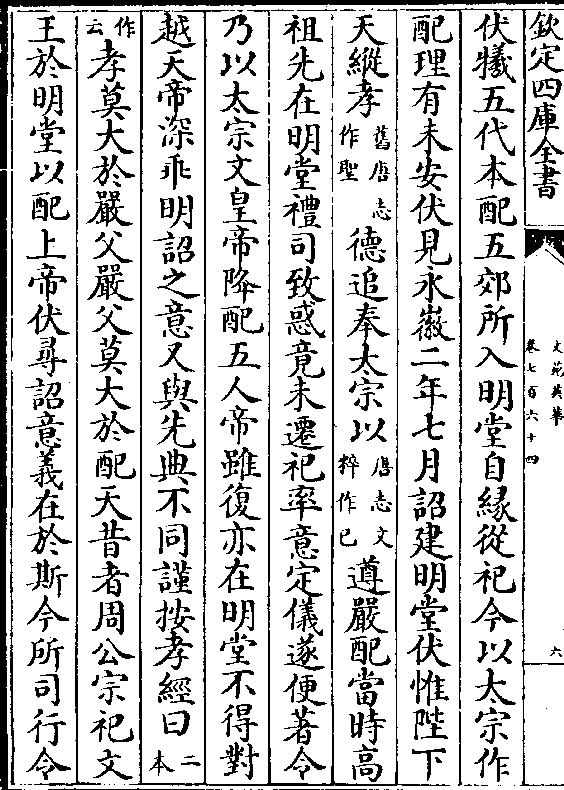 欽定四庫全書
文苑英華
卷七百六十四
六
伏犧五代本配五郊所入明堂自緣從祀今以太宗作
配理有未安伏見永徽二年七月詔建明堂伏惟陛下
天縱孝舊唐志作聖德追奉太宗以唐志文粹作已遵嚴配當時高
祖先在明堂禮司致惑竟未遷祀率意定儀遂便著令
乃以太宗文皇帝降配五人帝雖復亦在明堂不得對
越天帝深乖明詔之意又與先典不同謹按孝經曰二本
作云孝莫大於嚴父嚴父莫大於配天昔者周公宗祀文
王於明堂以配上帝伏尋詔意義在於斯今所司行令